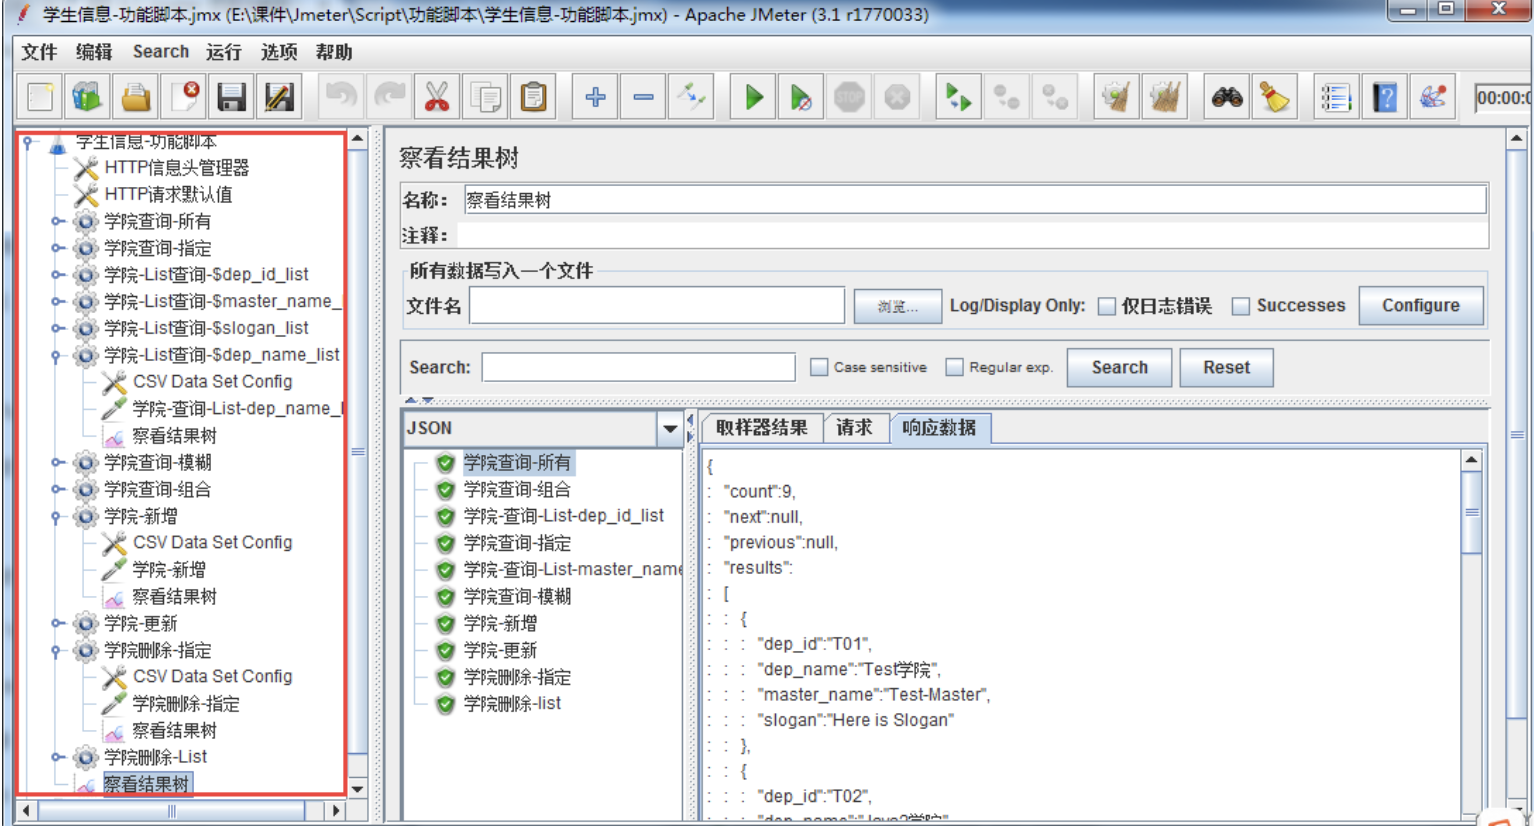 学生信息-功能脚本.jmx (E:\课件\Jmeter\Script\功能脚本\学生信息-功能脚本.jmx) - Apache JMeter (3.1 r1770033)
文件 编辑 Search 运行 选项 帮助
STOP
00:00:0
学生信息-功能脚本
HTTP信息头管理器
HTTP请求默认值
学院查询-所有
学院查询-指定
学院-List查询-$dep_id_list
学院-List查询-$master_name_l
学院-List查询-$slogan_list
学院-List查询-$dep_name_list
CSV Data Set Config
学院-查询-List-dep_name_l
察看结果树
学院查询-模糊
学院查询-组合
学院-新增
CSV Data Set Config
学院-新增
察看结果树
学院-更新
学院删除-指定
CSV Data Set Config
学院删除-指定
察看结果树
学院删除-List
察看结果树
察看结果树
名称： 察看结果树
注释：
所有数据写入一个文件
文件名 浏览... Log/Display Only: 仅日志错误 Successes Configure
Search: Case sensitive Regular exp. Search Reset
JSON
学院查询-所有
学院查询-组合
学院-查询-List-dep_id_list
学院查询-指定
学院-查询-List-master_name
学院查询-模糊
学院-新增
学院-更新
学院删除-指定
学院删除-list
取样器结果 请求 响应数据
{
: "count":9,
: "next":null,
: "previous":null,
: "results":
: [
: : {
: : : "dep_id":"T01",
: : : "dep_name":"Test学院",
: : : "master_name":"Test-Master",
: : : "slogan":"Here is Slogan"
: : },
: : {
: : : "dep_id":"T02",
: : : "dep_name":"Java2学院"